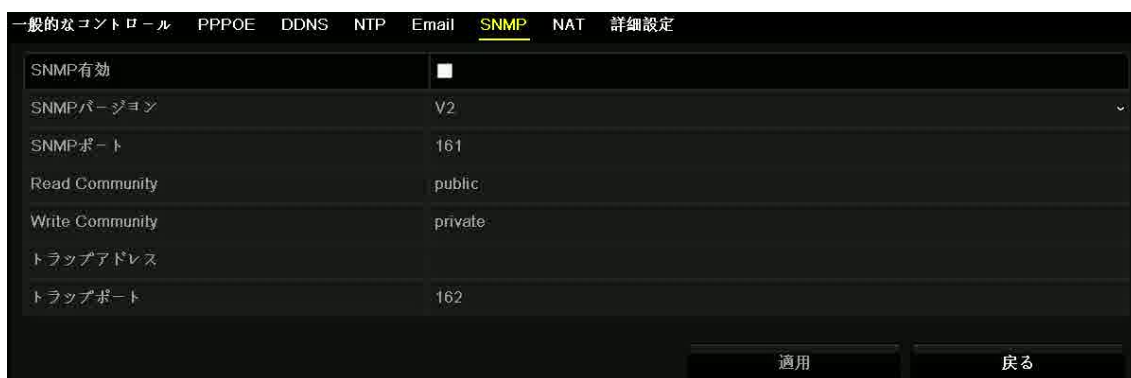 一般的なコントロール PPPOE DDNS NTP Email SNMP NAT 詳細設定
SNMP有効
SNMPバージョン V2
SNMPポート 161
Read Community public
Write Community private
トラップアドレス
トラップポート 162
適用 戻る